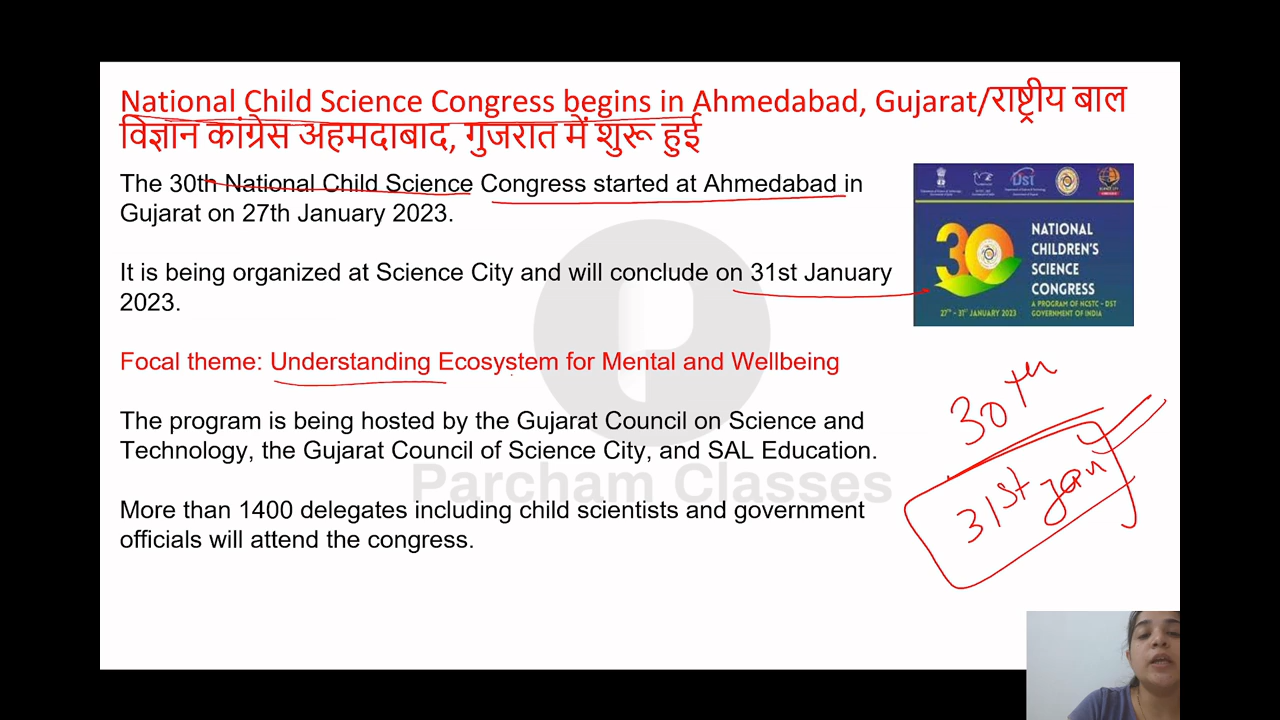 National Child Science Congress begins in Ahmedabad, Gujarat/राष्ट्रीय बाल
विज्ञान कांग्रेस अहमदाबाद, गुजरात में शुरू हुई
The 30th National Child Science Congress started at Ahmedabad in
Gujarat on 27th January 2023.
It is being organized at Science City and will conclude on 31st January
2023.
Focal theme: Understanding Ecosystem for Mental and Wellbeing
The program is being hosted by the Gujarat Council on Science and
Technology, the Gujarat Council of Science City, and SAL Education.
More than 1400 delegates including child scientists and government
officials will attend the congress.
Parcham Classes
DST
30
NATIONAL
CHILDREN'S
SCIENCE
CONGRESS
A PROGRAM OF NCSTC - DST
GOVERNMENT OF INDIA
27TH - 31ST JANUARY 2023
30th
31st Jan